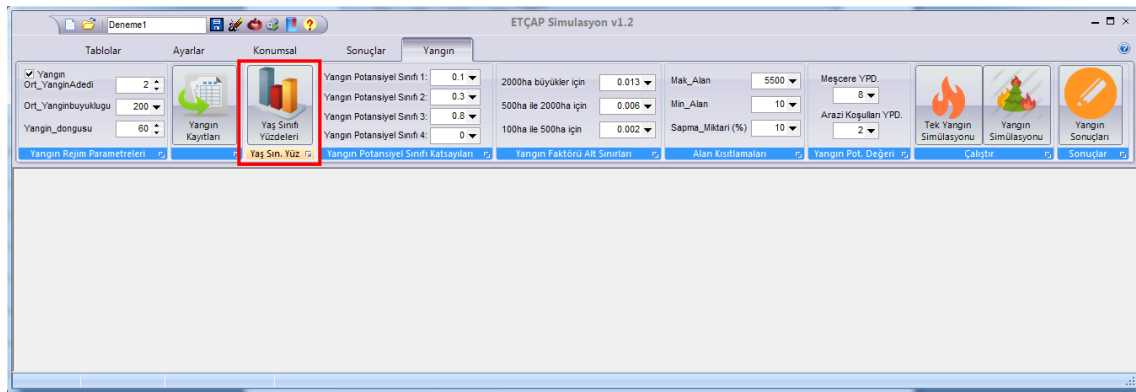 Deneme1
ETÇAP Simulasyon v1.2
Tablolar Ayarlar Konumsal Sonuçlar Yangın
Yangın
Ort_YanginAdedi 2
Ort_Yanginbuyuklugu 200
Yangin_dongusu 60
Yangın Rejim Parametreleri
Yangın
Kayıtları
Yaş Sınıfı
Yüzdeleri
Yaş Sın. Yüz
Yangın Potansiyel Sınıfı 1: 0.1
Yangın Potansiyel Sınıfı 2: 0.3
Yangın Potansiyel Sınıfı 3: 0.8
Yangın Potansiyel Sınıfı 4: 0
Yangın Potansiyel Sınıfı Katsayıları
2000ha büyükler için 0.013
500ha ile 2000ha için 0.006
100ha ile 500ha için 0.002
Yangın Faktörü Alt Sınırları
Mak_Alan 5500
Min_Alan 10
Sapma_Miktari (%) 10
Alan Kısıtlamaları
Meşcere YPD.
8
Arazi Koşulları YPD.
2
Yangın Pot. Değeri
Tek Yangın
Simülasyonu
Yangın
Simülasyonu
Çalıştır
Yangın
Sonuçları
Sonuçlar